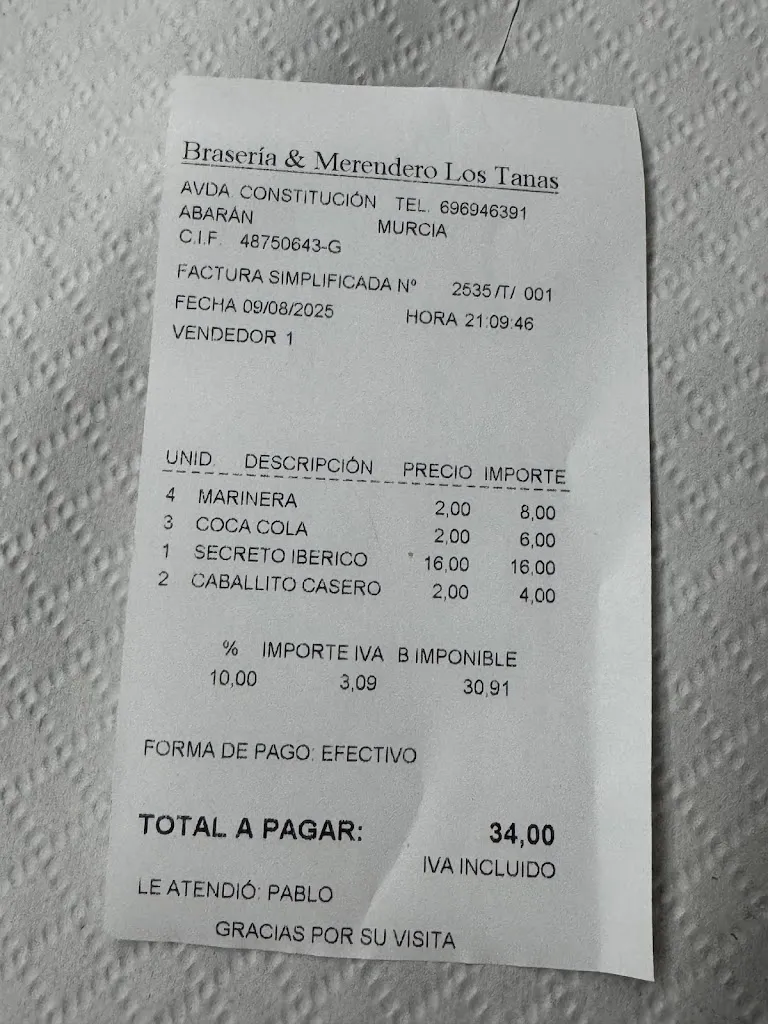 Brasería & Merendero Los Tanas
AVDA. CONSTITUCIÓN TEL. 696946391
ABARÁN MURCIA
C.I.F. 48750643-G
FACTURA SIMPLIFICADA Nº 2535/T/ 001
FECHA 09/08/2025 HORA 21:09:46
VENDEDOR 1
UNID. DESCRIPCIÓN PRECIO IMPORTE
4 MARINERA 2,00 8,00
3 COCA COLA 2,00 6,00
1 SECRETO IBERICO 16,00 16,00
2 CABALLITO CASERO 2,00 4,00
% IMPORTE IVA B IMPONIBLE
10,00 3,09 30,91
FORMA DE PAGO: EFECTIVO
TOTAL A PAGAR: 34,00
IVA INCLUIDO
LE ATENDIÓ: PABLO
GRACIAS POR SU VISITA